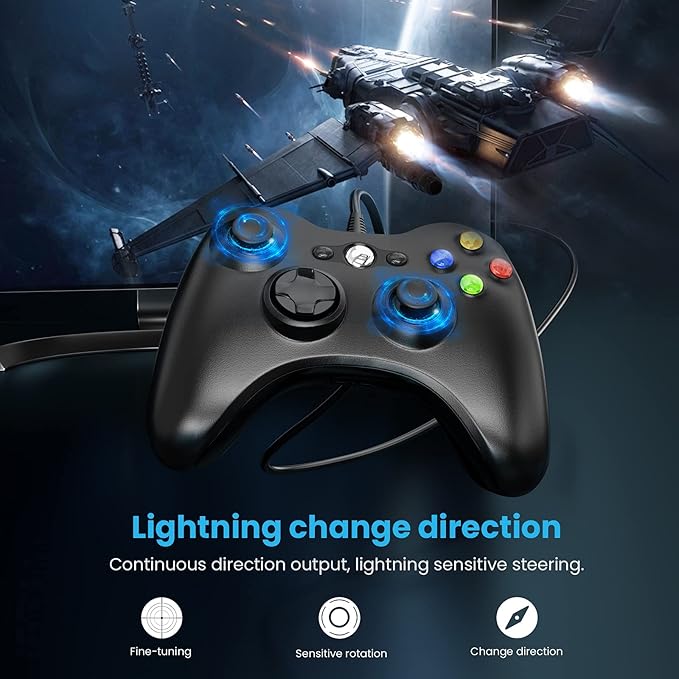 Lightning change direction
Continuous direction output, lightning sensitive steering.
Fine-tuning
Sensitive rotation
Change direction